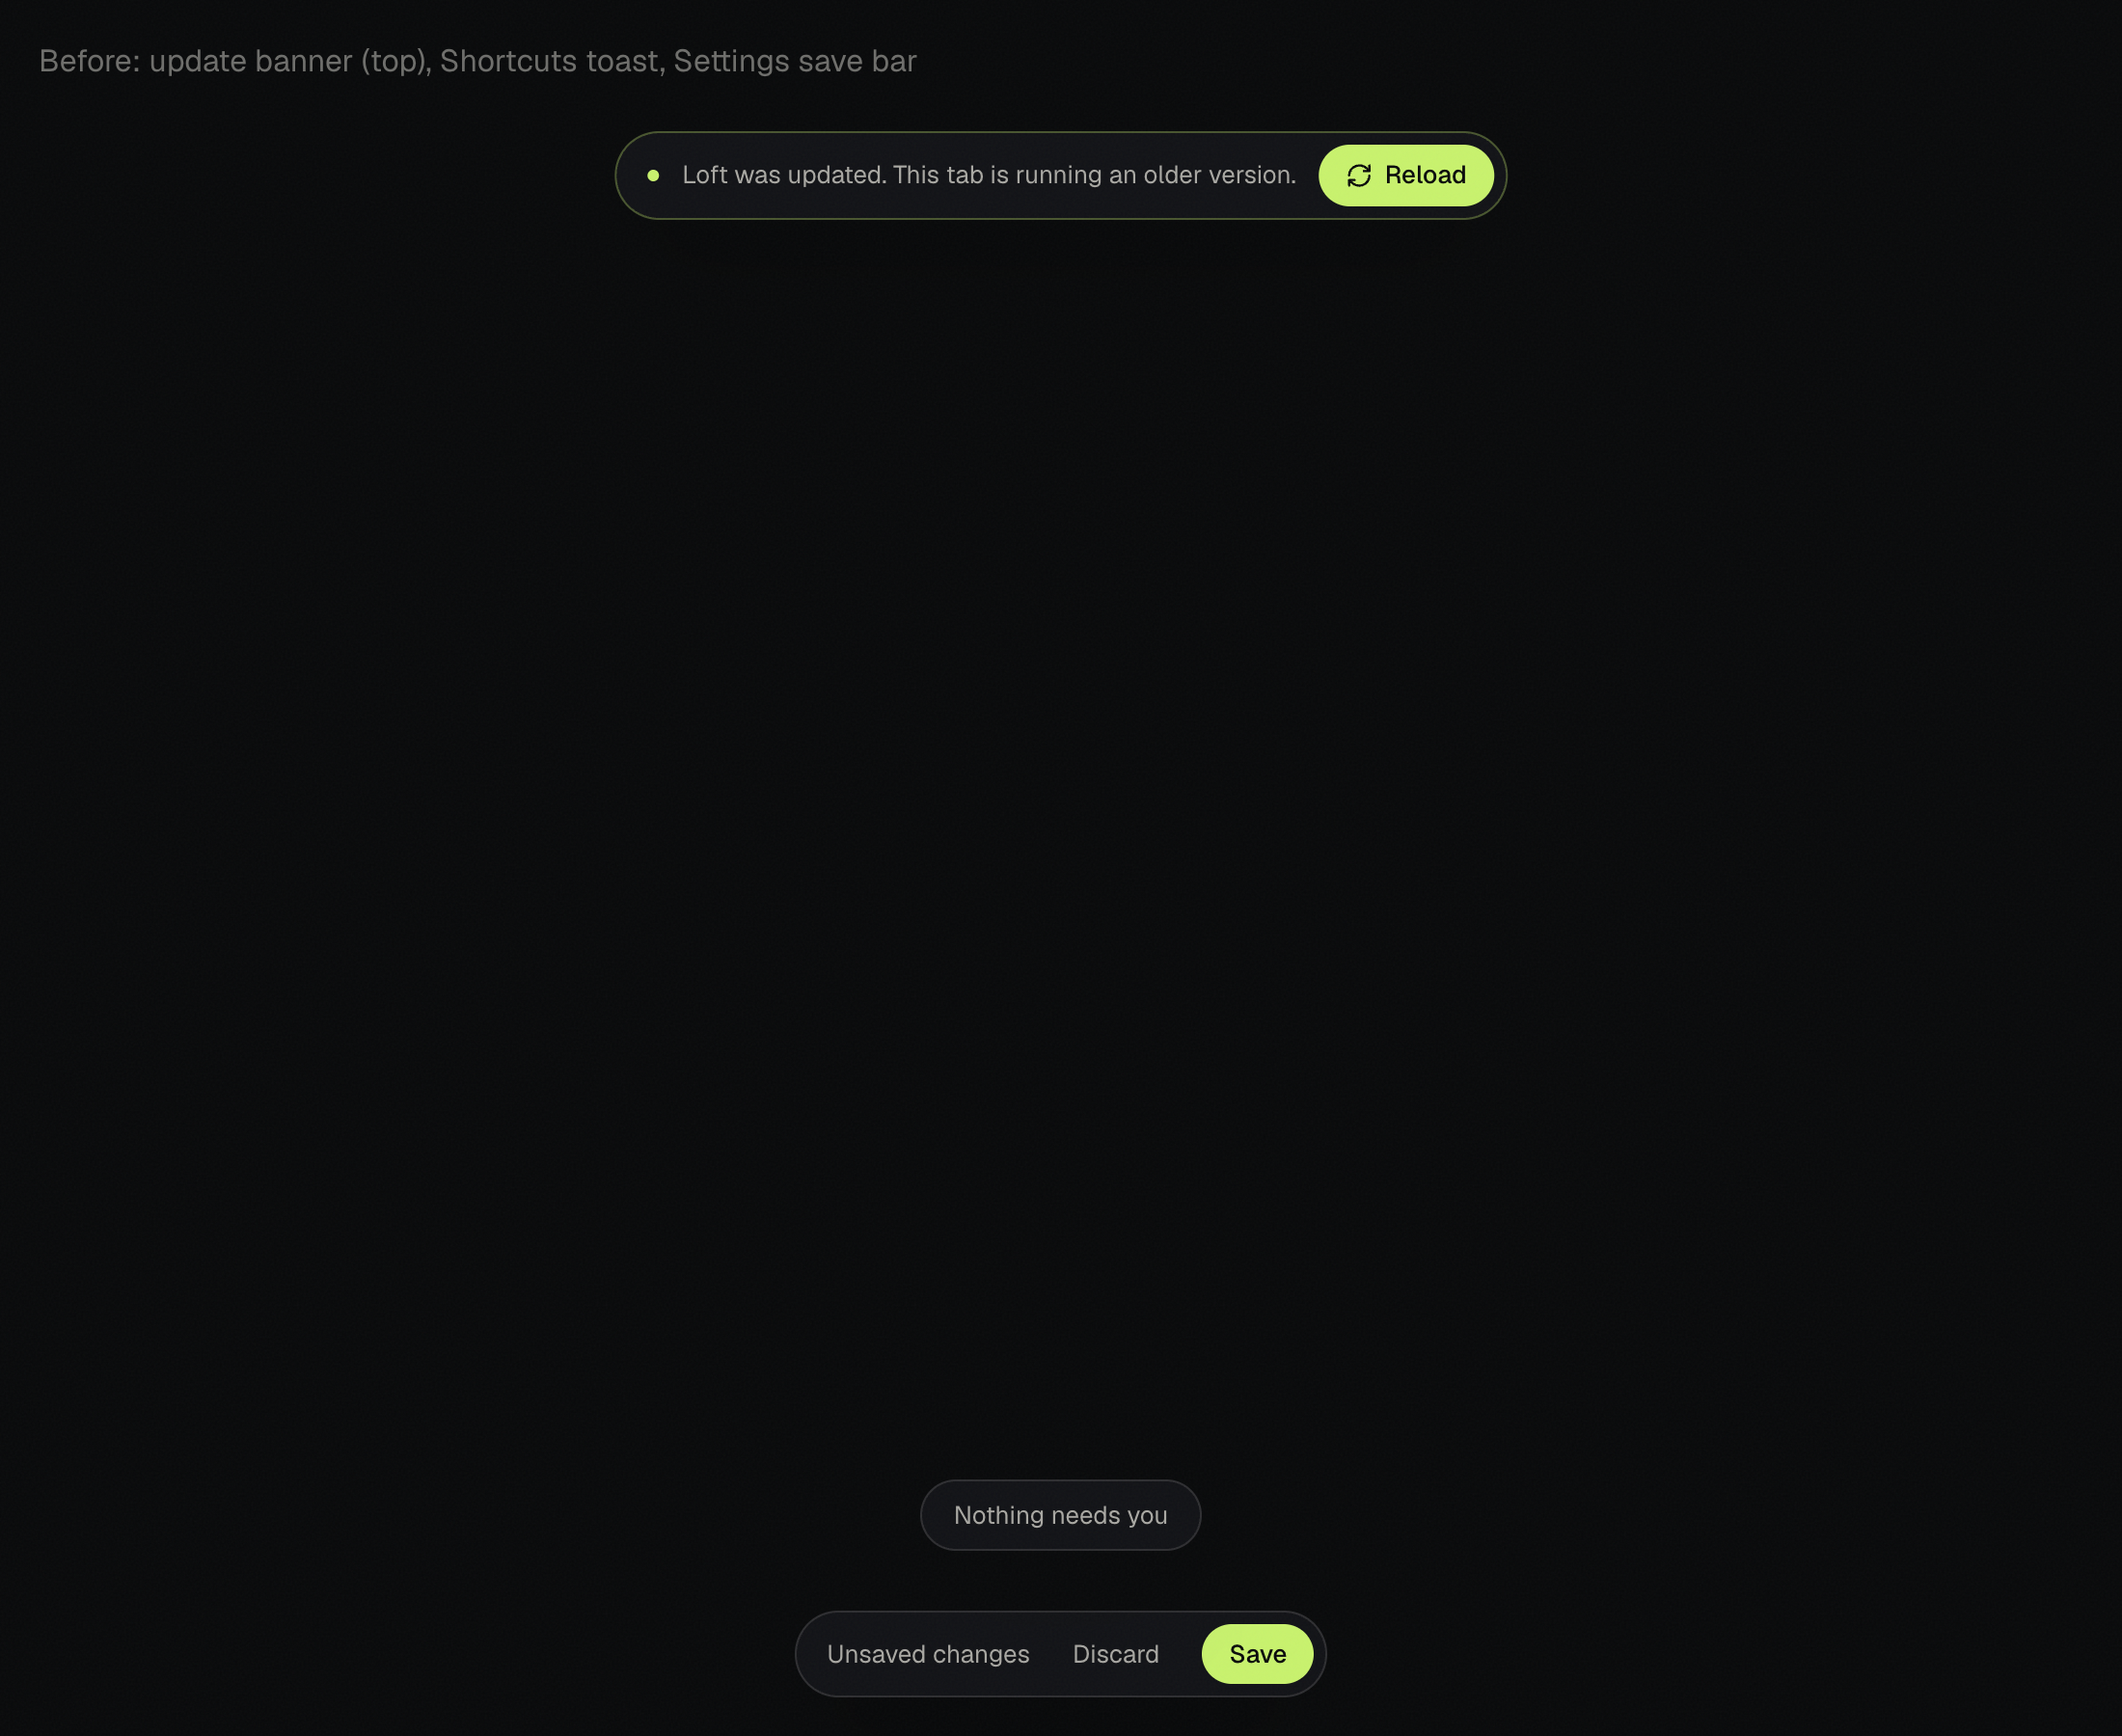 Before: update banner (top), Shortcuts toast, Settings save bar
Loft was updated. This tab is running an older version. Reload
Nothing needs you
Unsaved changes Discard Save